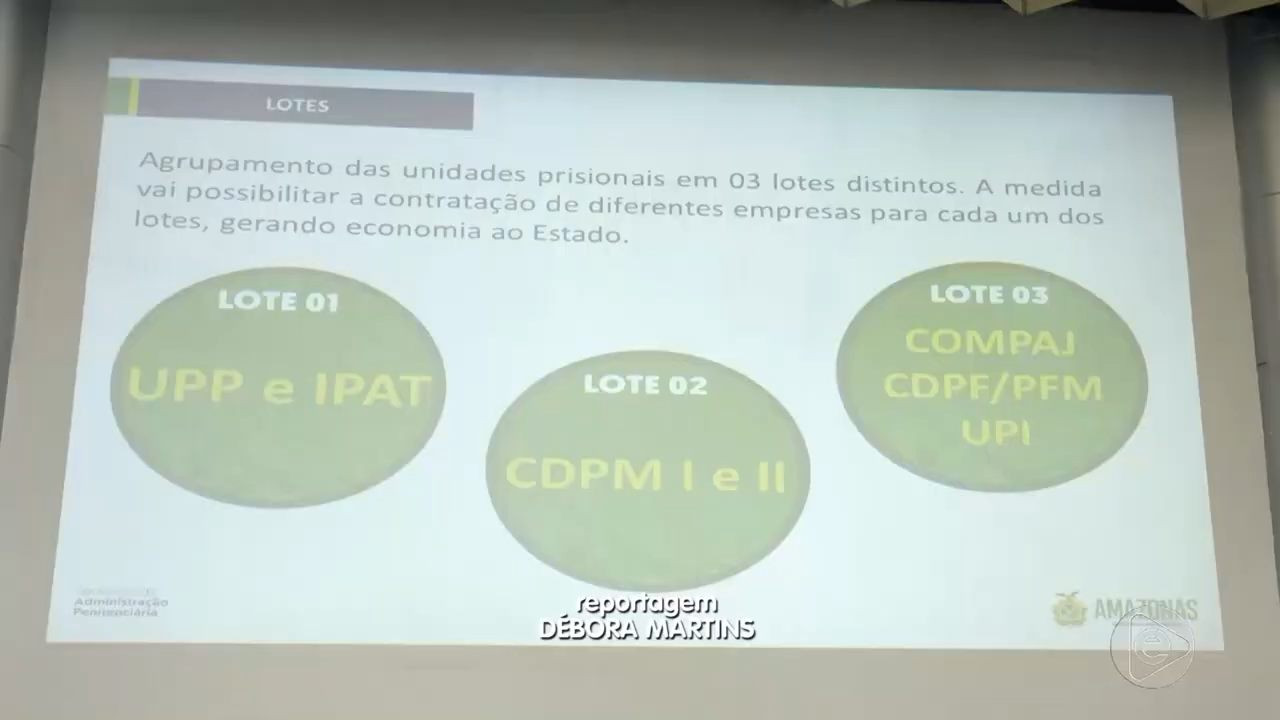 LOTES
Agrupamento das unidades prisionais em 03 lotes distintos. A medida
vai possibilitar a contratação de diferentes empresas para cada um dos
lotes, gerando economia ao Estado.
LOTE 01
UPP e IPAT
LOTE 02
CDPM I e II
LOTE 03
COMPAJ
CDPF/PFM
UPI
Administração
Penitenciária
reportagem
DÉBORA MARTINS
AMAZONAS